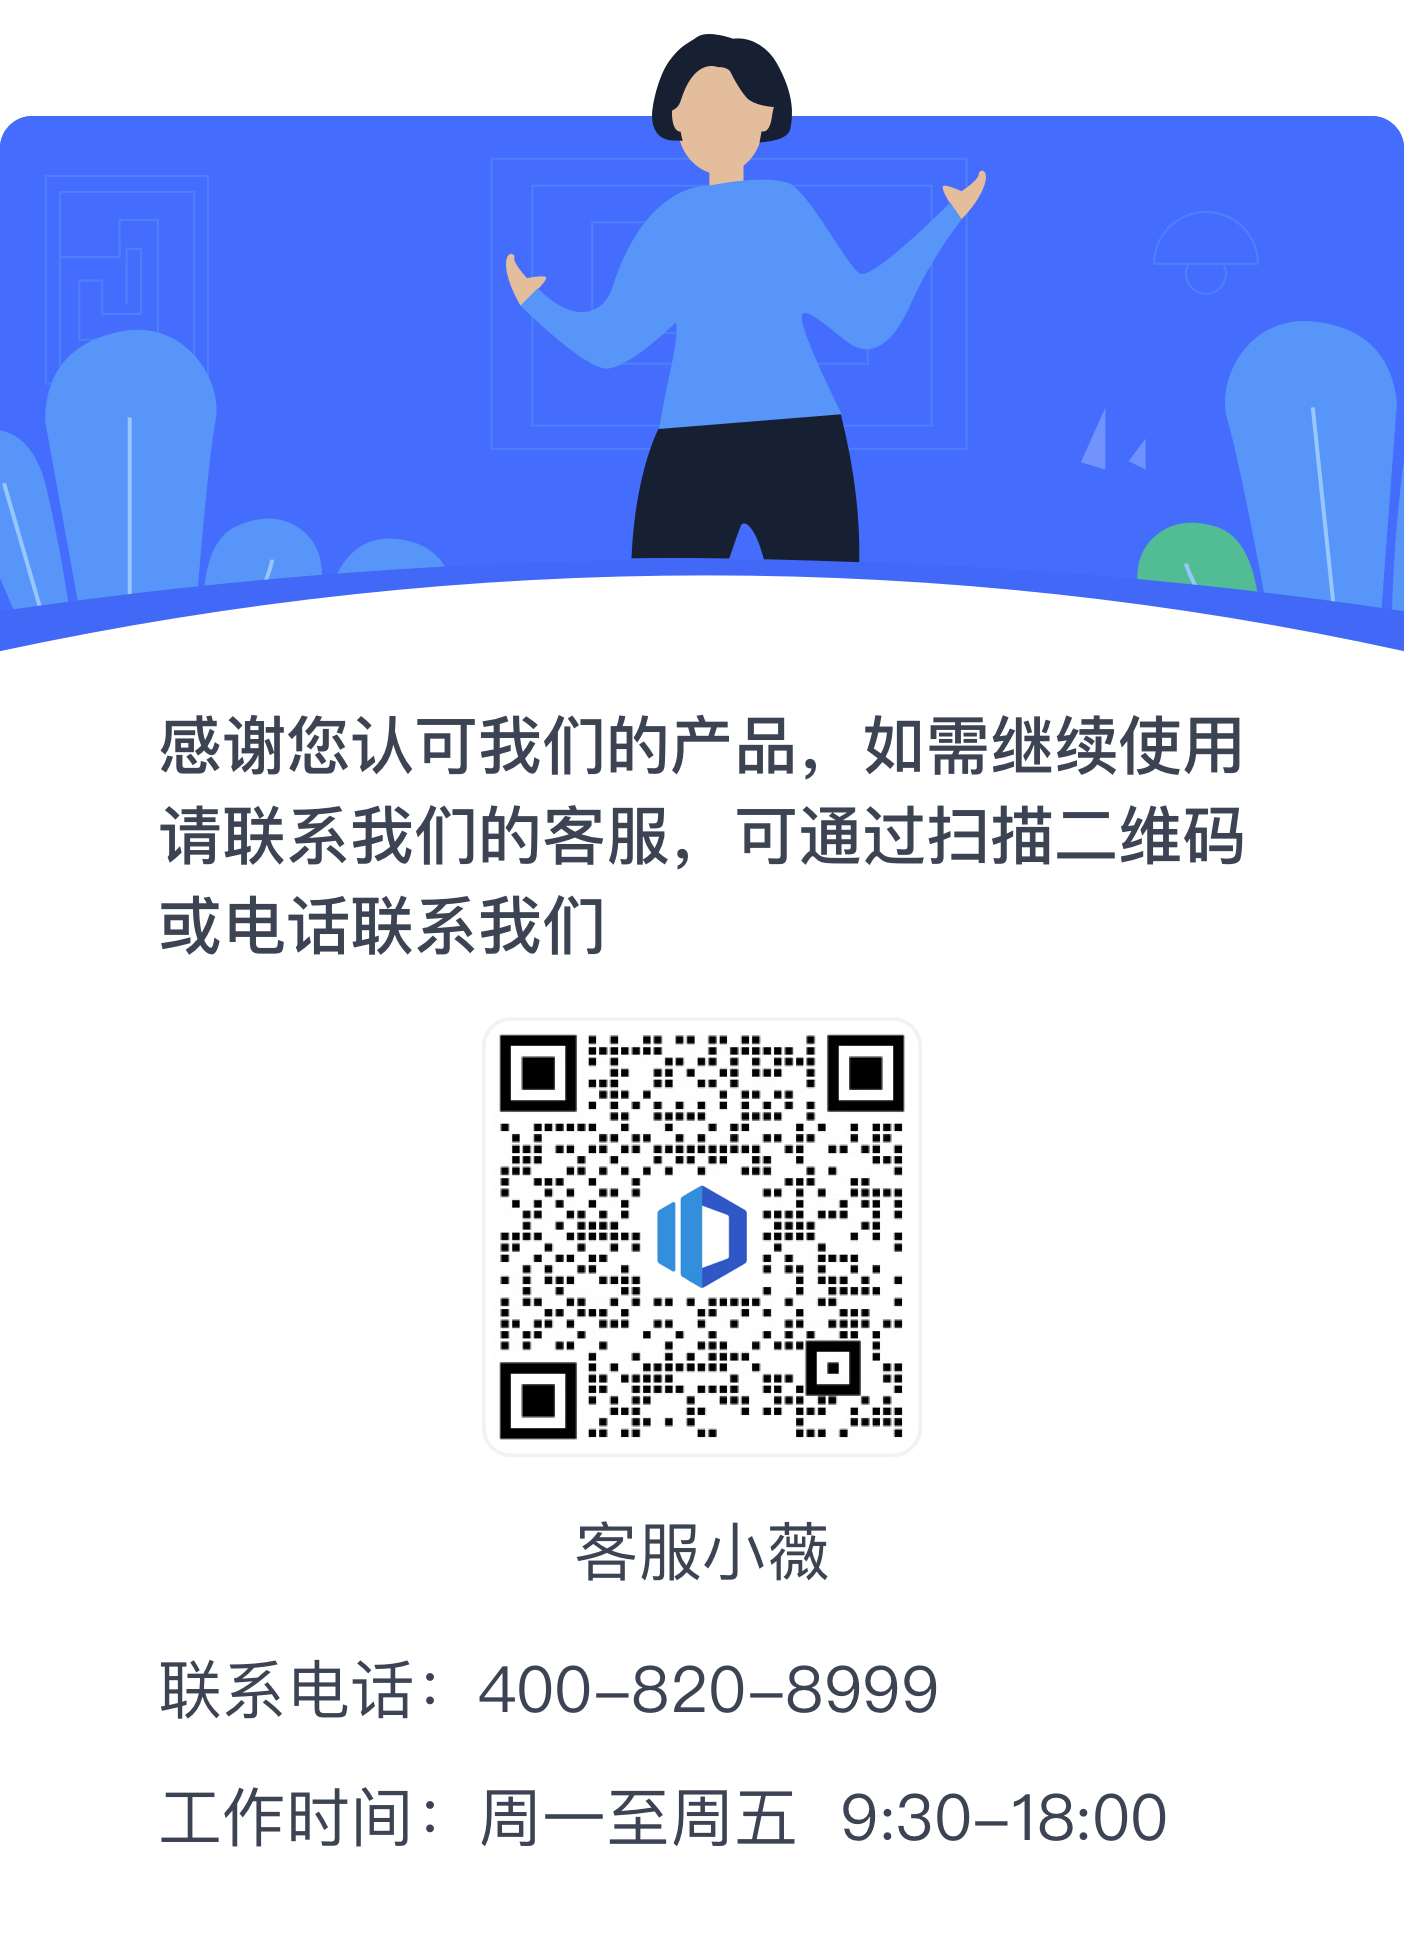 感谢您认可我们的产品，如需继续使用
请联系我们的客服，可通过扫描二维码
或电话联系我们
客服小薇
联系电话：400-820-8999
工作时间：周一至周五 9:30-18:00